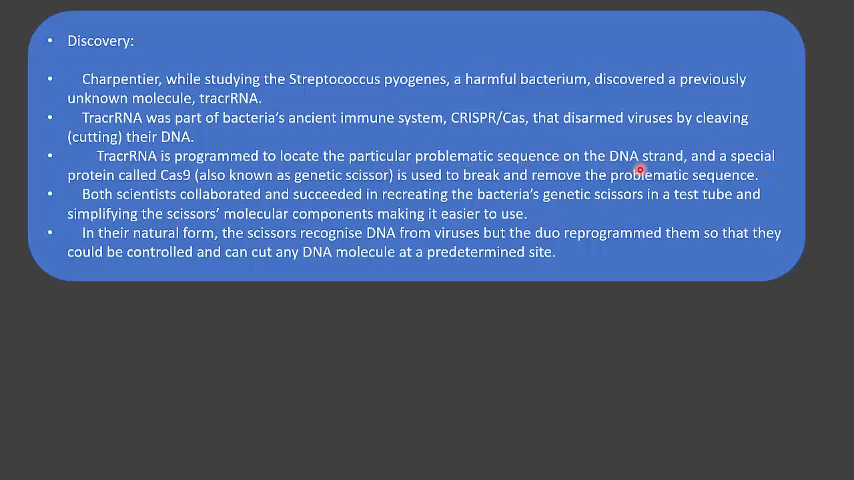 • Discovery:
• Charpentier, while studying the Streptococcus pyogenes, a harmful bacterium, discovered a previously
unknown molecule, tracrRNA.
• TracrRNA was part of bacteria's ancient immune system, CRISPR/Cas, that disarmed viruses by cleaving
(cutting) their DNA.
• TracrRNA is programmed to locate the particular problematic sequence on the DNA strand, and a special
protein called Cas9 (also known as genetic scissor) is used to break and remove the problematic sequence.
• Both scientists collaborated and succeeded in recreating the bacteria's genetic scissors in a test tube and
simplifying the scissors' molecular components making it easier to use.
• In their natural form, the scissors recognise DNA from viruses but the duo reprogrammed them so that they
could be controlled and can cut any DNA molecule at a predetermined site.